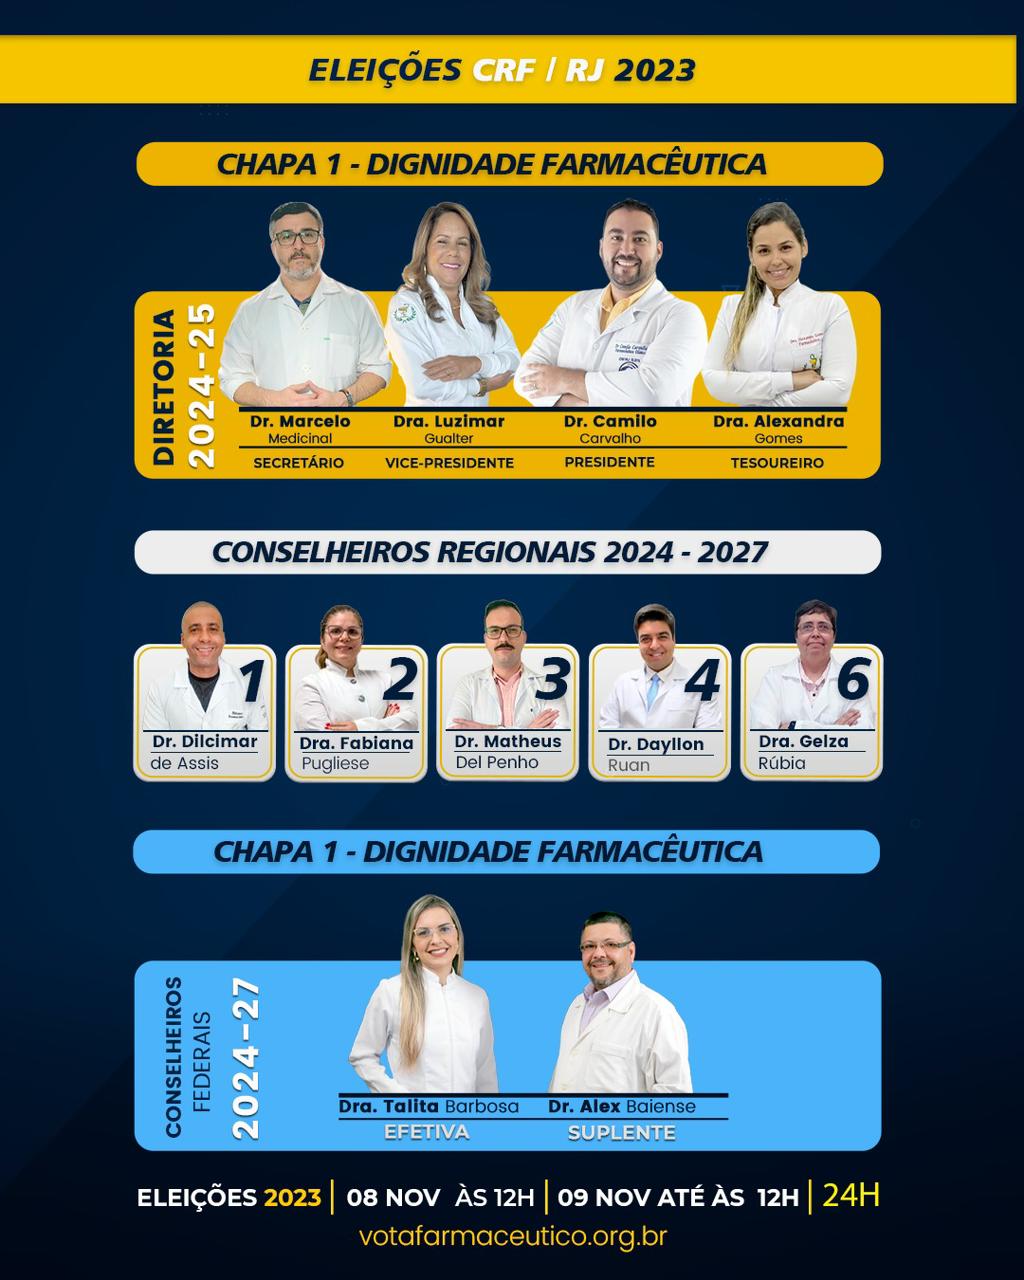 ELEIÇÕES CRF / RJ 2023
CHAPA 1 - DIGNIDADE FARMACÊUTICA
DIRETORIA
2024-25
Dr. Marcelo
Medicinal
SECRETÁRIO
Dra. Luzimar
Gualter
VICE-PRESIDENTE
Dr. Camilo
Carvalho
PRESIDENTE
Dra. Alexandra
Gomes
TESOUREIRO
CONSELHEIROS REGIONAIS 2024 - 2027
1
Dr. Dilcimar
de Assis
2
Dra. Fabiana
Pugliese
3
Dr. Matheus
Del Penho
4
Dr. Dayllon
Ruan
6
Dra. Gelza
Rúbia
CHAPA 1 - DIGNIDADE FARMACÊUTICA
CONSELHEIROS
FEDERAIS
2024-27
Dra. Talita Barbosa
EFETIVA
Dr. Alex Baiense
SUPLENTE
ELEIÇÕES 2023 | 08 NOV ÀS 12H | 09 NOV ATÉ ÀS 12H | 24H
votafarmaceutico.org.br